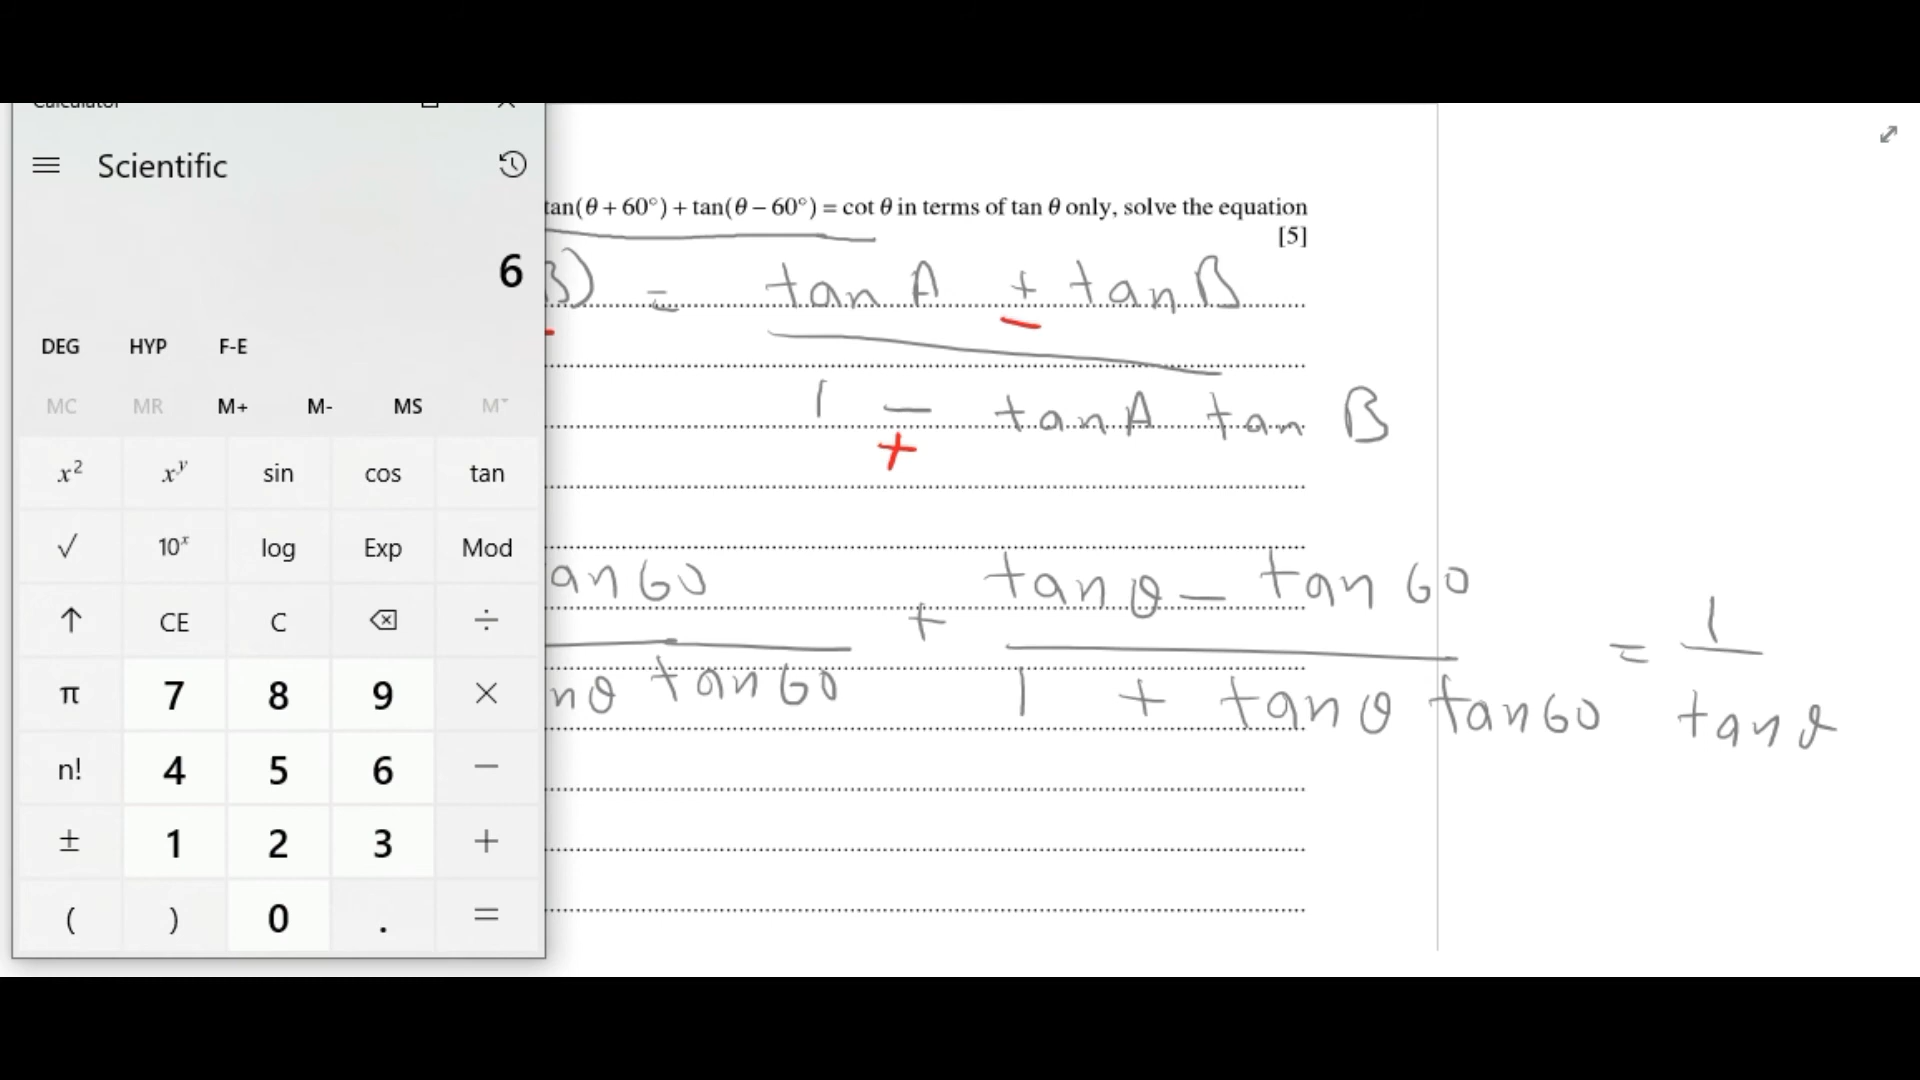 Calculator
Scientific
6
DEG HYP F-E
MC MR M+ M- MS M˅
x² xʸ sin cos tan
√ 10ˣ log Exp Mod
↑ CE C ÷
π 7 8 9 ×
n! 4 5 6 −
± 1 2 3 +
( ) 0 . =
tan(θ + 60°) + tan(θ − 60°) = cot θ in terms of tan θ only, solve the equation
[5]
B) = tan A + tan B
− −
1 − tan A tan B
+
an 60 + tan θ − tan 60 = 1
n θ tan 60 1 + tan θ tan 60 tan θ